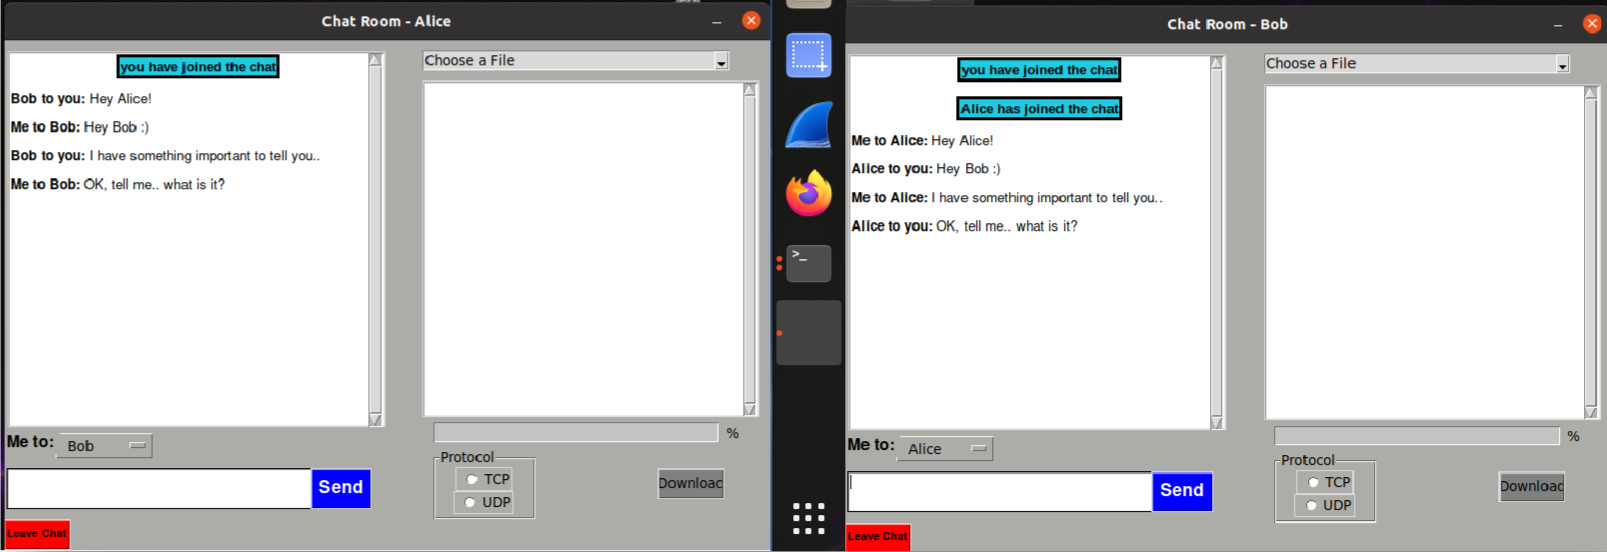 Chat Room - Alice
you have joined the chat
Bob to you: Hey Alice!
Me to Bob: Hey Bob :)
Bob to you: I have something important to tell you..
Me to Bob: OK, tell me.. what is it?
Me to: Bob
Send
Leave Chat
Choose a File
%
Protocol
TCP
UDP
Downloac
>_
Chat Room - Bob
you have joined the chat
Alice has joined the chat
Me to Alice: Hey Alice!
Alice to you: Hey Bob :)
Me to Alice: I have something important to tell you..
Alice to you: OK, tell me.. what is it?
Me to: Alice
Send
Leave Chat
Choose a File
%
Protocol
TCP
UDP
Downloac